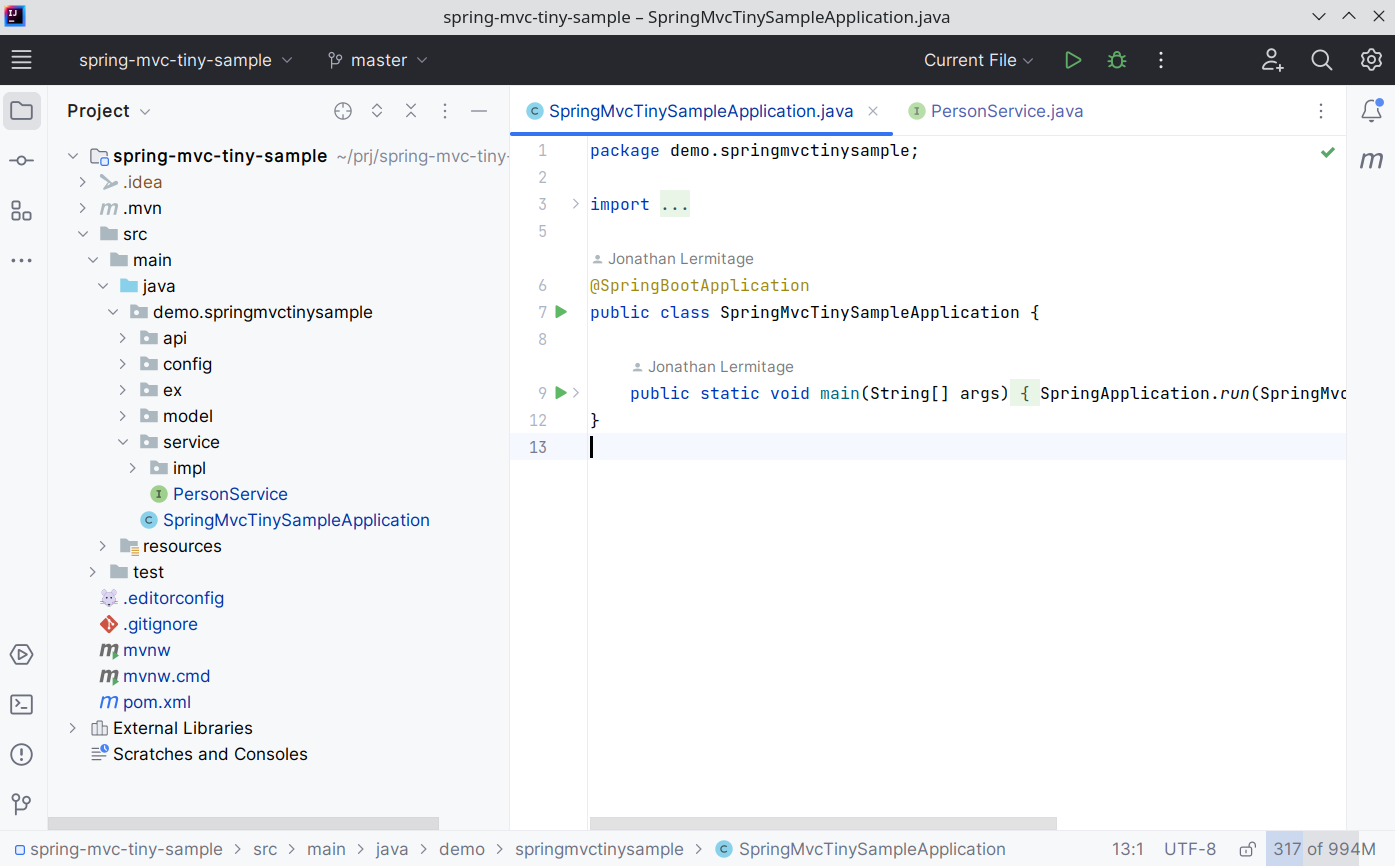 spring-mvc-tiny-sample – SpringMvcTinySampleApplication.java
spring-mvc-tiny-sample
master
Current File
Project
SpringMvcTinySampleApplication.java
PersonService.java
spring-mvc-tiny-sample ~/prj/spring-mvc-tiny-
.idea
.mvn
src
main
java
demo.springmvctinysample
api
config
ex
model
service
impl
PersonService
SpringMvcTinySampleApplication
resources
test
.editorconfig
.gitignore
mvnw
mvnw.cmd
pom.xml
External Libraries
Scratches and Consoles
1 package demo.springmvctinysample;
2
3 import ...
5
Jonathan Lermitage
6 @SpringBootApplication
7 public class SpringMvcTinySampleApplication {
8
Jonathan Lermitage
9 public static void main(String[] args) { SpringApplication.run(SpringMvc
12 }
13
spring-mvc-tiny-sample > src > main > java > demo > springmvctinysample > SpringMvcTinySampleApplication
13:1 UTF-8 317 of 994M